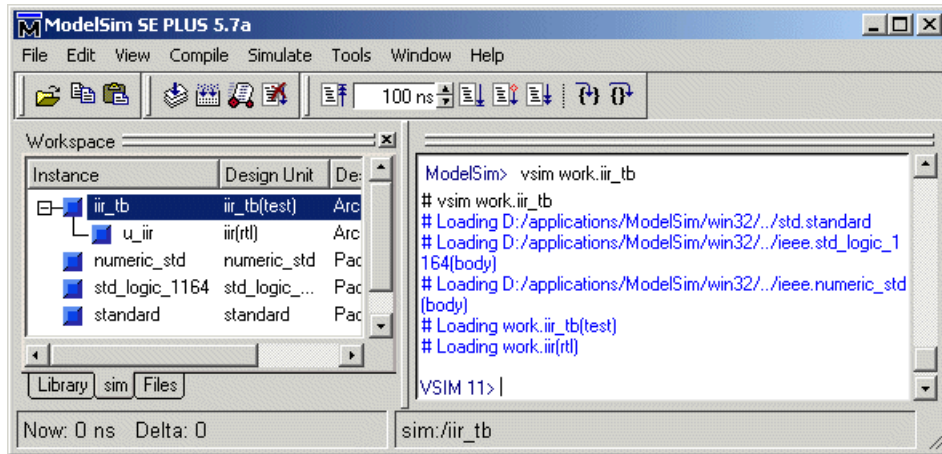 ModelSim SE PLUS 5.7a
File Edit View Compile Simulate Tools Window Help
100 ns
Workspace
Instance Design Unit De:
iir_tb iir_tb(test) Arc
u_iir iir(rtl) Arc
numeric_std numeric_std Pac
std_logic_1164 std_logic_... Pac
standard standard Pac
Library sim Files
ModelSim> vsim work.iir_tb
# vsim work.iir_tb
# Loading D:/applications/ModelSim/win32/../std.standard
# Loading D:/applications/ModelSim/win32/../ieee.std_logic_1
164(body)
# Loading D:/applications/ModelSim/win32/../ieee.numeric_std
(body)
# Loading work.iir_tb(test)
# Loading work.iir(rtl)
VSIM 11>
Now: 0 ns Delta: 0
sim:/iir_tb